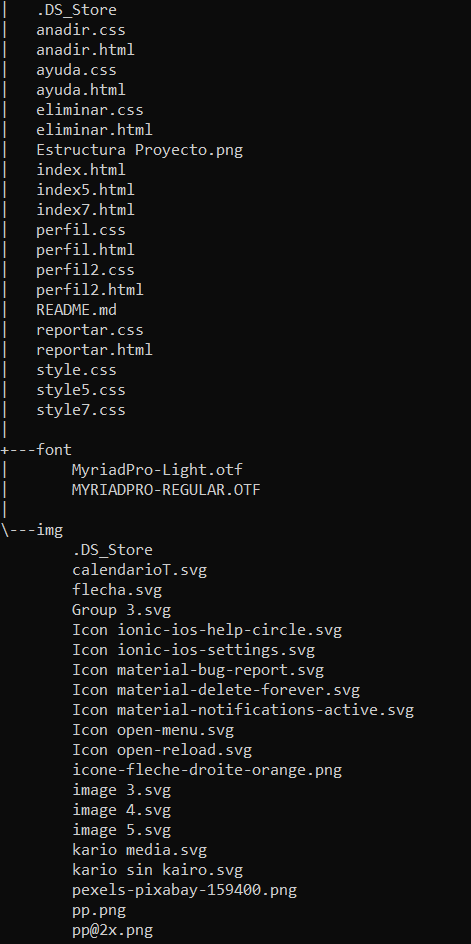 |   .DS_Store
|   anadir.css
|   anadir.html
|   ayuda.css
|   ayuda.html
|   eliminar.css
|   eliminar.html
|   Estructura Proyecto.png
|   index.html
|   index5.html
|   index7.html
|   perfil.css
|   perfil.html
|   perfil2.css
|   perfil2.html
|   README.md
|   reportar.css
|   reportar.html
|   style.css
|   style5.css
|   style7.css
|
+---font
|       MyriadPro-Light.otf
|       MYRIADPRO-REGULAR.OTF
|
\---img
        .DS_Store
        calendarioT.svg
        flecha.svg
        Group 3.svg
        Icon ionic-ios-help-circle.svg
        Icon ionic-ios-settings.svg
        Icon material-bug-report.svg
        Icon material-delete-forever.svg
        Icon material-notifications-active.svg
        Icon open-menu.svg
        Icon open-reload.svg
        icone-fleche-droite-orange.png
        image 3.svg
        image 4.svg
        image 5.svg
        kario media.svg
        kario sin kairo.svg
        pexels-pixabay-159400.png
        pp.png
        pp@2x.png